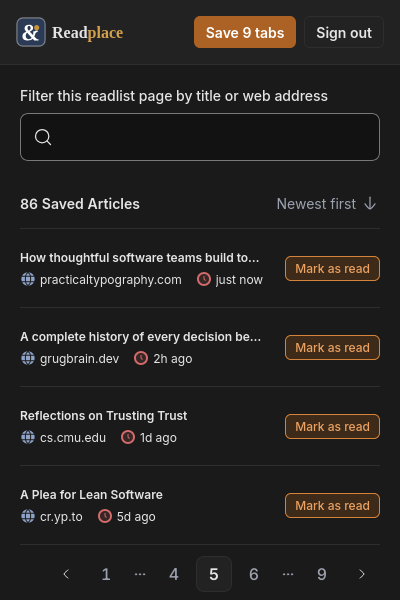 & Readplace
Save 9 tabs
Sign out
Filter this readlist page by title or web address
86 Saved Articles
Newest first
How thoughtful software teams build to...
practicaltypography.com just now
Mark as read
A complete history of every decision be...
grugbrain.dev 2h ago
Mark as read
Reflections on Trusting Trust
cs.cmu.edu 1d ago
Mark as read
A Plea for Lean Software
cr.yp.to 5d ago
Mark as read
1 ... 4 5 6 ... 9